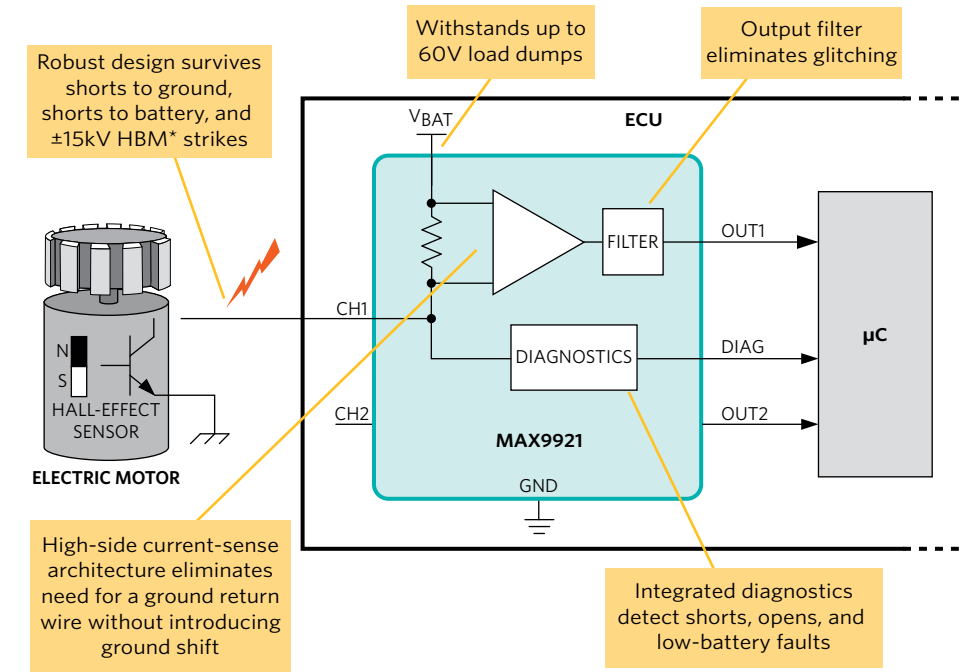 Withstands up to
60V load dumps
Output filter
eliminates glitching
Robust design survives
shorts to ground,
shorts to battery, and
±15kV HBM* strikes
VBAT
ECU
FILTER
OUT1
CH1
µC
N
S
HALL-EFFECT
SENSOR
DIAGNOSTICS
DIAG
CH2
OUT2
MAX9921
ELECTRIC MOTOR
GND
High-side current-sense
architecture eliminates
need for a ground return
wire without introducing
ground shift
Integrated diagnostics
detect shorts, opens, and
low-battery faults